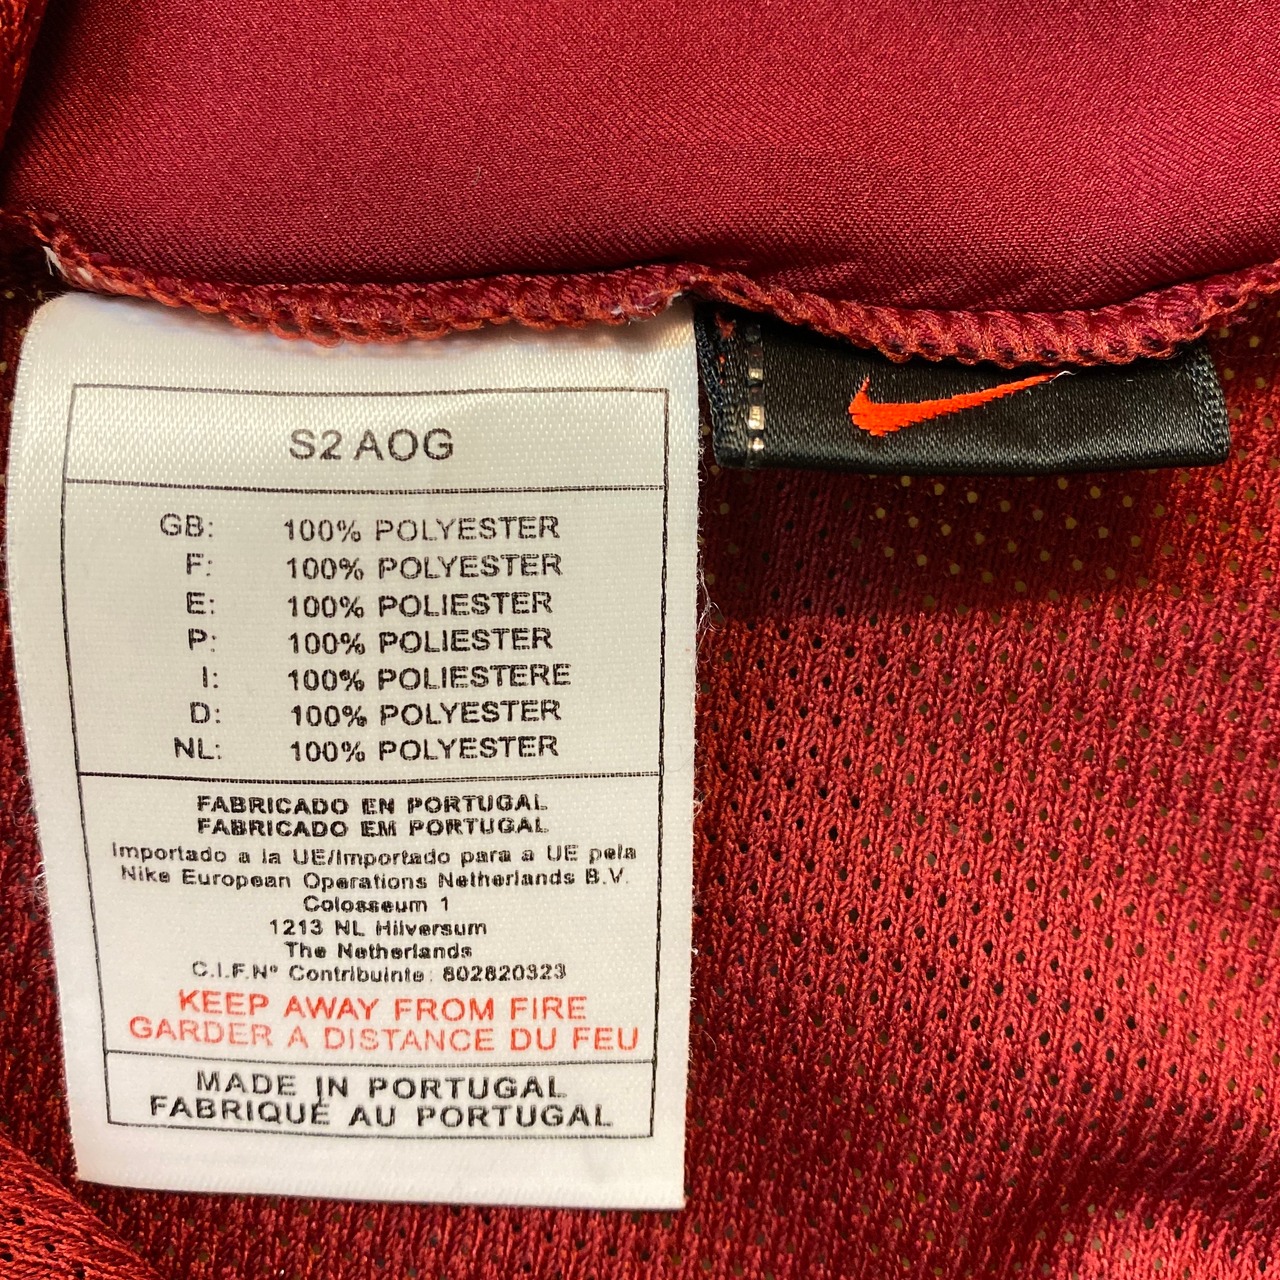 S2 AOG
GB: 100% POLYESTER
F: 100% POLYESTER
E: 100% POLIESTER
P: 100% POLIESTER
I: 100% POLIESTERE
D: 100% POLYESTER
NL: 100% POLYESTER
FABRICADO EN PORTUGAL
FABRICADO EM PORTUGAL
Importado a la UE/Importado para a UE pela
Nike European Operations Netherlands B.V.
Colosseum 1
1213 NL Hilversum
The Netherlands
C.I.F.Nº Contribuinte: 802820323
KEEP AWAY FROM FIRE
GARDER A DISTANCE DU FEU
MADE IN PORTUGAL
FABRIQUÉ AU PORTUGAL